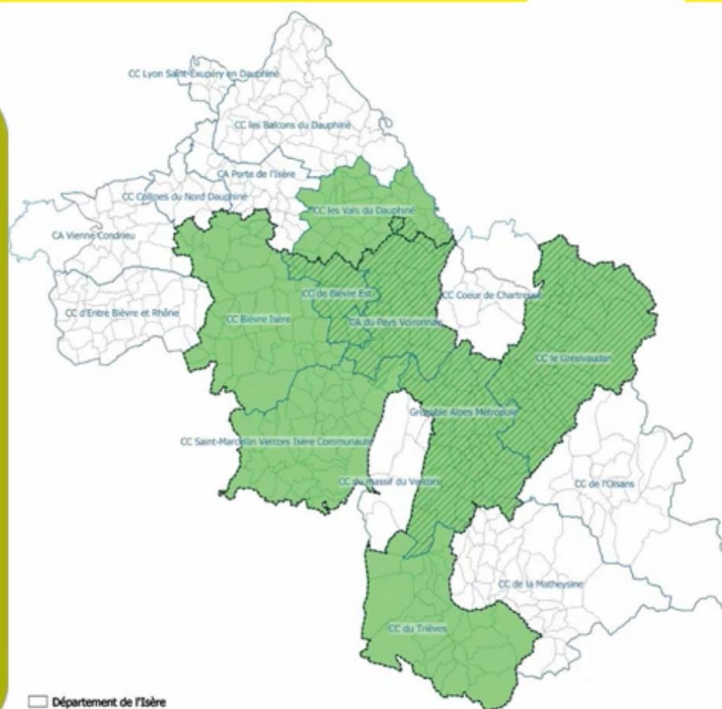 CC Lyon Saint-Exupéry en Dauphiné
CC les Balcons du Dauphiné
CA Porte de l'Isère
CC Collines du Nord Dauphiné
CC les Vals du Dauphiné
CA Vienne Condrieu
CC de Bièvre Est
CC Coeur de Chartreuse
CC d'Entre Bièvre et Rhône
CC Bièvre Isère
CA du Pays Voironnais
CC le Grésivaudan
Grenoble Alpes Métropole
CC Saint-Marcellin Vercors Isère Communauté
CC du massif du Vercors
CC de l'Oisans
CC de la Matheysine
CC du Trièves
Département de l'Isère